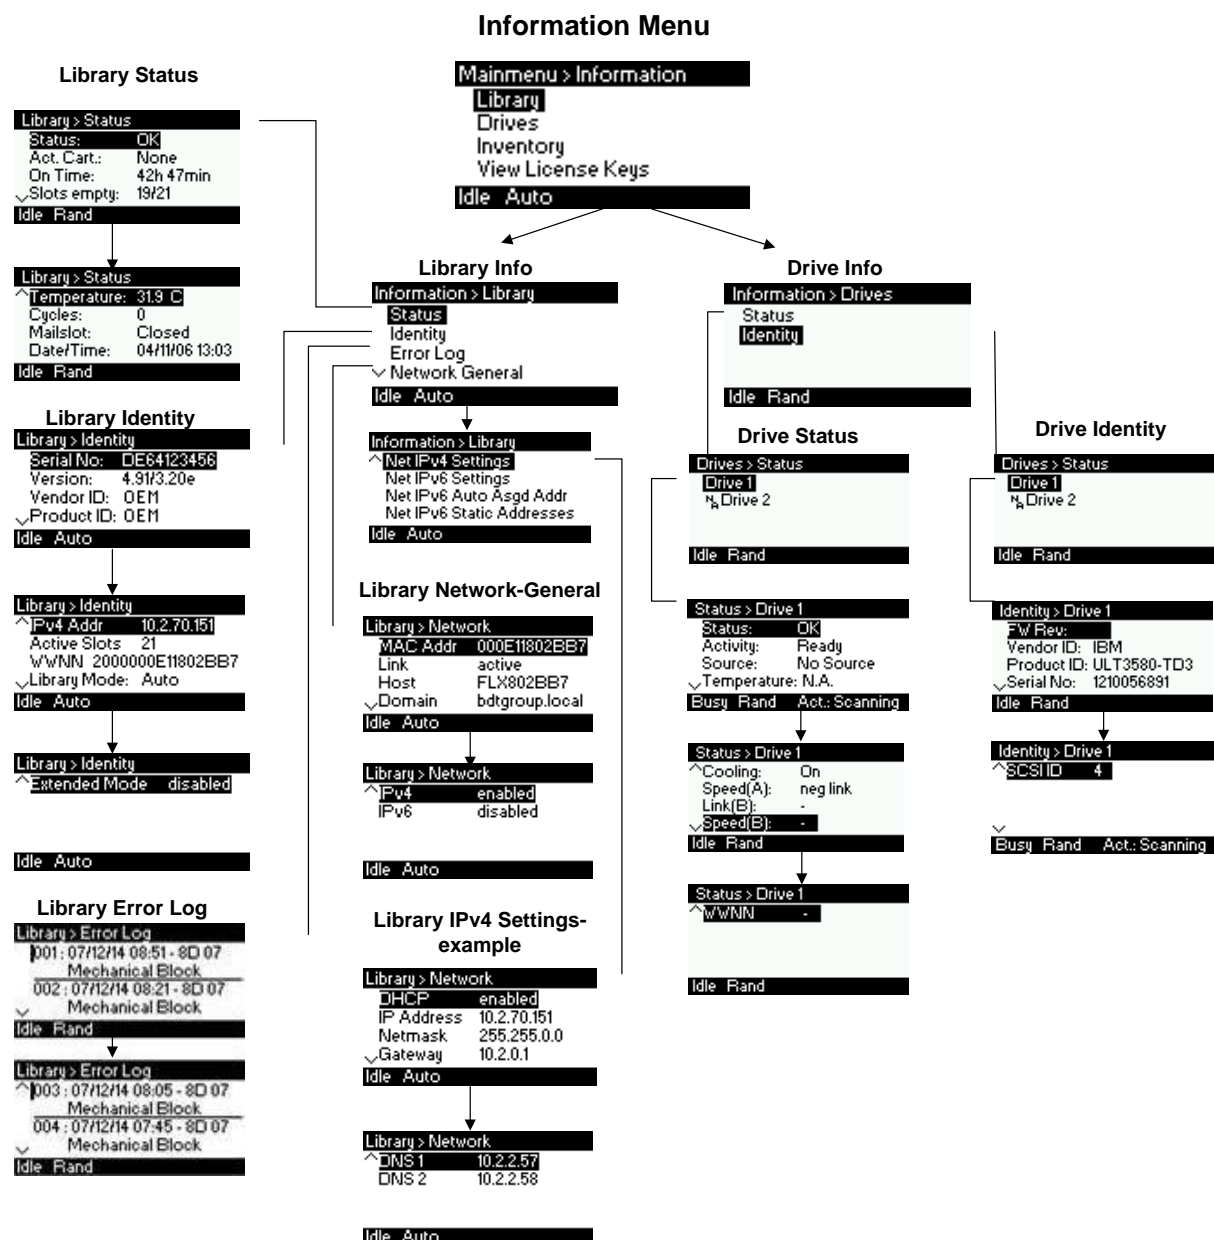 Information Menu
Mainmenu > Information
Library
Drives
Inventory
View License Keys
Idle Auto
Library Status
Library > Status
Status: OK
Act. Cart.: None
On Time: 42h 47min
Slots empty: 19/21
Idle Rand
Library > Status
Temperature: 31.9 C
Cycles: 0
Mailslot: Closed
Date/Time: 04/11/06 13:03
Idle Rand
Library Identity
Library > Identity
Serial No: DE64123456
Version: 4.91/3.20e
Vendor ID: OEM
Product ID: OEM
Idle Auto
Library > Identity
IPv4 Addr 10.2.70.151
Active Slots 21
WWNN 2000000E11802BB7
Library Mode: Auto
Idle Auto
Library > Identity
Extended Mode disabled
Idle Auto
Library Error Log
Library > Error Log
001 : 07/12/14 08:51 - 8D 07
Mechanical Block
002 : 07/12/14 08:21 - 8D 07
Mechanical Block
Idle Rand
Library > Error Log
003 : 07/12/14 08:05 - 8D 07
Mechanical Block
004 : 07/12/14 07:45 - 8D 07
Mechanical Block
Idle Rand
Library Info
Information > Library
Status
Identity
Error Log
Network General
Idle Auto
Information > Library
Net IPv4 Settings
Net IPv6 Settings
Net IPv6 Auto Asgd Addr
Net IPv6 Static Addresses
Idle Auto
Library Network-General
Library > Network
MAC Addr 000E11802BB7
Link active
Host FLX802BB7
Domain bdtgroup.local
Idle Auto
Library > Network
IPv4 enabled
IPv6 disabled
Idle Auto
Library IPv4 Settings-
example
Library > Network
DHCP enabled
IP Address 10.2.70.151
Netmask 255.255.0.0
Gateway 10.2.0.1
Idle Auto
Library > Network
DNS 1 10.2.2.57
DNS 2 10.2.2.58
Idle Auto
Drive Info
Information > Drives
Status
Identity
Idle Rand
Drive Status
Drives > Status
Drive 1
NA Drive 2
Idle Rand
Status > Drive 1
Status: OK
Activity: Ready
Source: No Source
Temperature: N.A.
Busy Rand Act.: Scanning
Status > Drive 1
Cooling: On
Speed(A): neg link
Link(B): -
Speed(B): -
Idle Rand
Status > Drive 1
WWNN -
Idle Rand
Drive Identity
Drives > Status
Drive 1
NA Drive 2
Idle Rand
Identity > Drive 1
FW Rev:
Vendor ID: IBM
Product ID: ULT3580-TD3
Serial No: 1210056891
Idle Rand
Identity > Drive 1
SCSI ID 4
Busy Rand Act.: Scanning